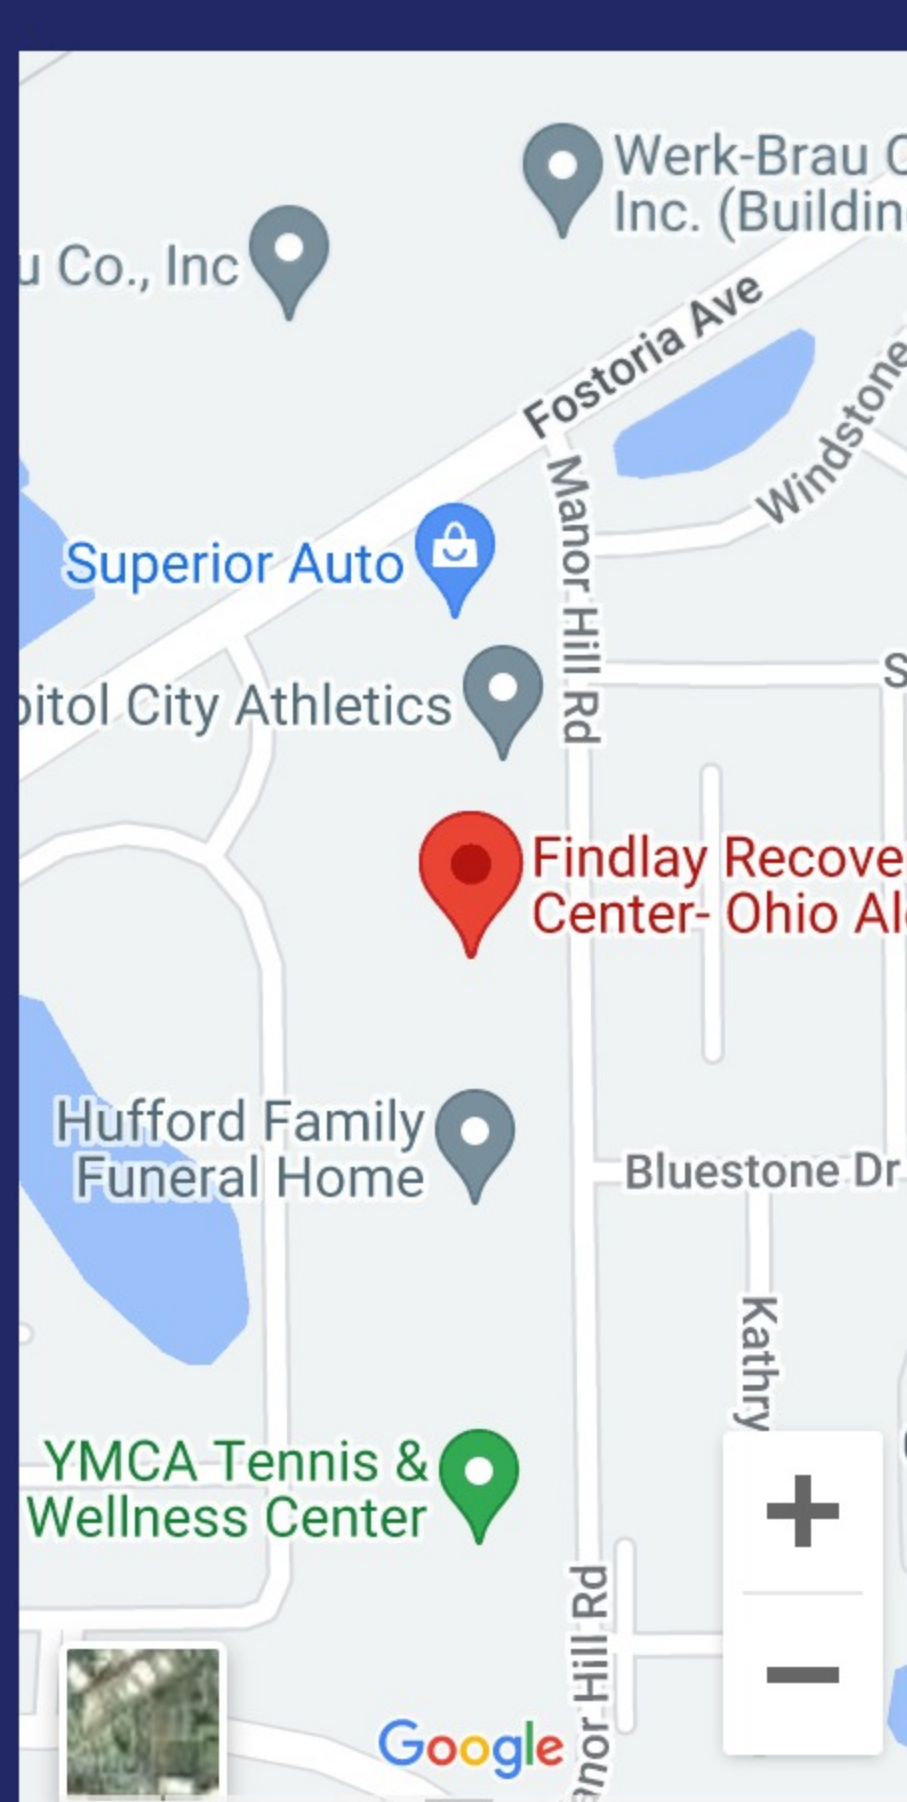 Werk-Brau C
Inc. (Buildin
u Co., Inc
Fostoria Ave
Windstone
Manor Hill Rd
Superior Auto
S
pitol City Athletics
Findlay Recove
Center- Ohio Al
Hufford Family
Funeral Home
Bluestone Dr
Kathry
YMCA Tennis &
Wellness Center
anor Hill Rd
Google